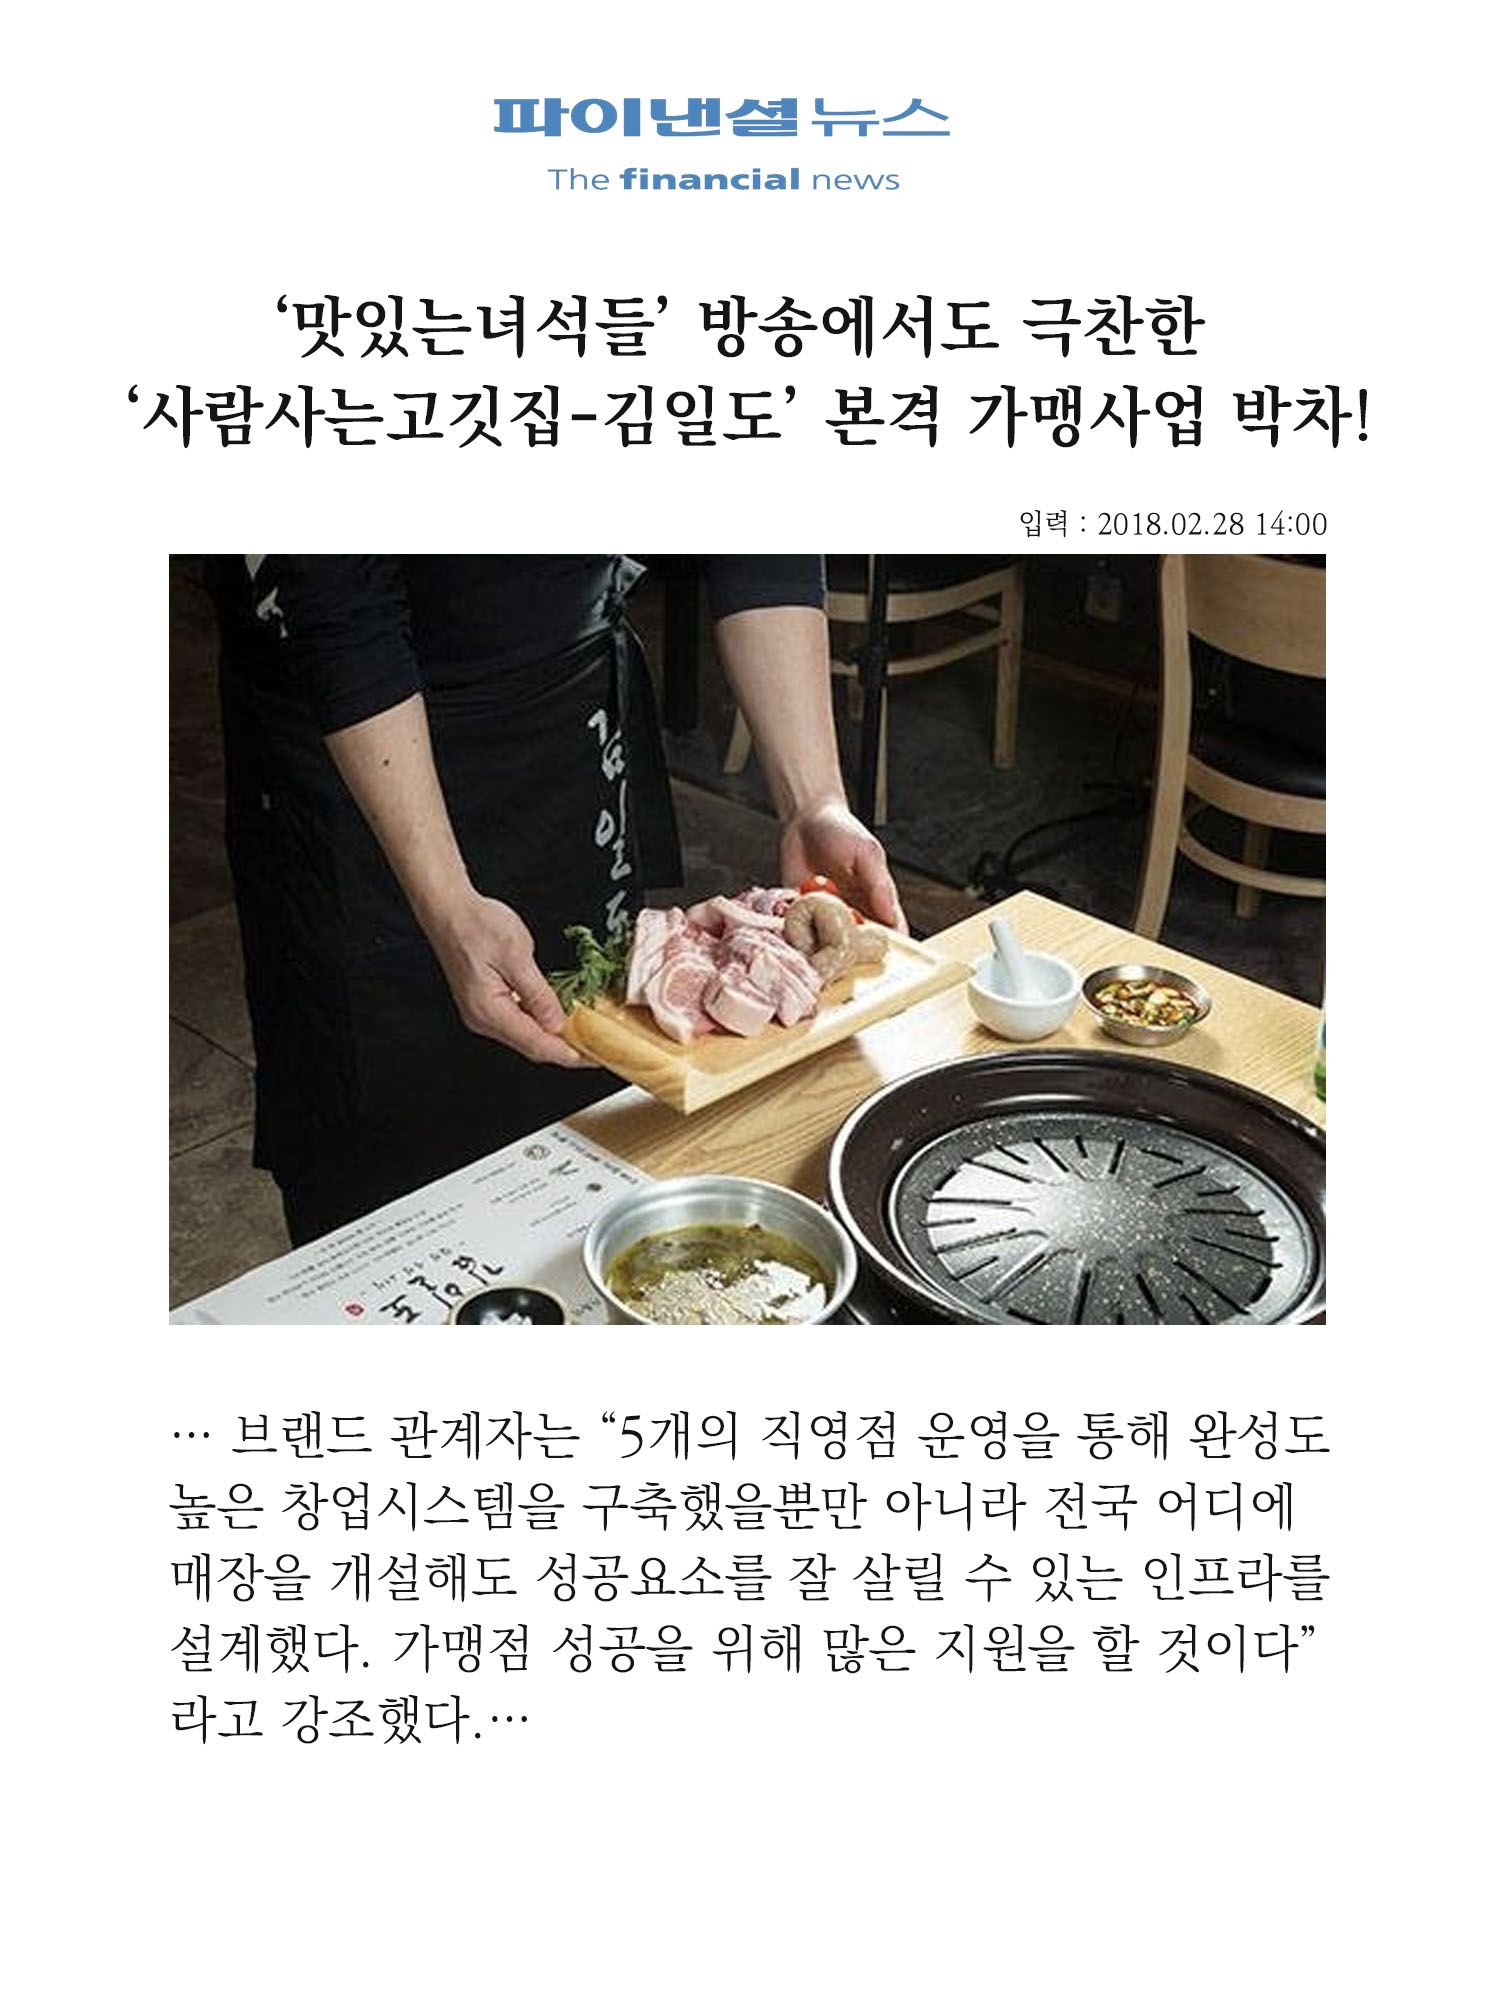 파이낸셜뉴스
The financial news
‘맛있는녀석들’ 방송에서도 극찬한
‘사람사는고깃집-김일도’ 본격 가맹사업 박차!
입력 : 2018.02.28 14:00
김일도
… 브랜드 관계자는 “5개의 직영점 운영을 통해 완성도
높은 창업시스템을 구축했을뿐만 아니라 전국 어디에
매장을 개설해도 성공요소를 잘 살릴 수 있는 인프라를
설계했다. 가맹점 성공을 위해 많은 지원을 할 것이다”
라고 강조했다.…